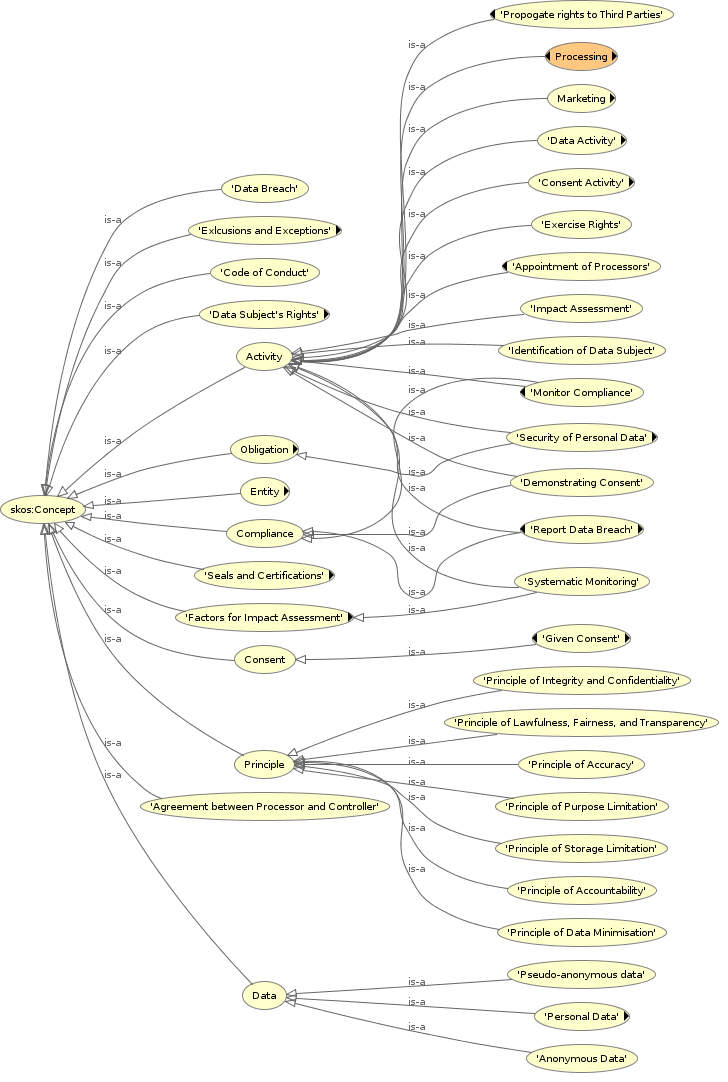 'Propogate rights to Third Parties'
is-a
Processing
is-a
Marketing
is-a
'Data Activity'
is-a
'Consent Activity'
'Data Breach'
is-a
is-a
'Exercise Rights'
'Exlcusions and Exceptions'
is-a
is-a
'Appointment of Processors'
'Code of Conduct'
is-a
'Impact Assessment'
'Data Subject's Rights'
is-a
is-a
'Identification of Data Subject'
is-a
Activity
is-a
'Monitor Compliance'
is-a
is-a
'Security of Personal Data'
is-a
is-a
Obligation
is-a
is-a
'Demonstrating Consent'
Entity
is-a
skos:Concept
is-a
'Report Data Breach'
Compliance
is-a
is-a
is-a
'Seals and Certifications'
'Systematic Monitoring'
is-a
is-a
is-a
'Factors for Impact Assessment'
is-a
'Given Consent'
is-a
Consent
'Principle of Integrity and Confidentiality'
is-a
'Principle of Lawfulness, Fairness, and Transparency'
is-a
is-a
Principle
is-a
'Principle of Accuracy'
is-a
is-a
'Principle of Purpose Limitation'
'Agreement between Processor and Controller'
is-a
is-a
'Principle of Storage Limitation'
is-a
'Principle of Accountability'
'Principle of Data Minimisation'
'Pseudo-anonymous data'
is-a
Data
is-a
'Personal Data'
is-a
'Anonymous Data'